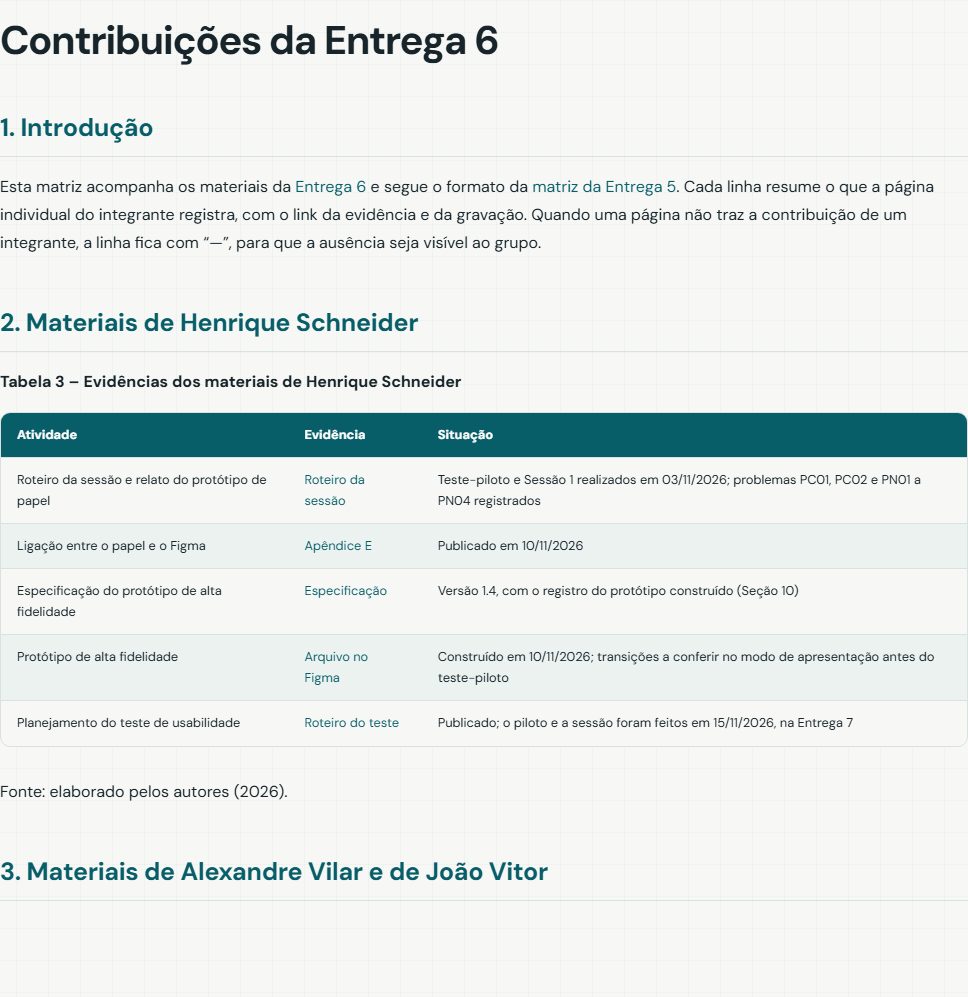 Contribuições da Entrega 6
1. Introdução
Esta matriz acompanha os materiais da Entrega 6 e segue o formato da matriz da Entrega 5. Cada linha resume o que a página
individual do integrante registra, com o link da evidência e da gravação. Quando uma página não traz a contribuição de um
integrante, a linha fica com “—”, para que a ausência seja visível ao grupo.
2. Materiais de Henrique Schneider
Tabela 3 – Evidências dos materiais de Henrique Schneider
Atividade Evidência Situação
Roteiro da sessão e relato do protótipo de Roteiro da Teste-piloto e Sessão 1 realizados em 03/11/2026; problemas PC01, PC02 e PN01 a
papel sessão PN04 registrados
Ligação entre o papel e o Figma Apêndice E Publicado em 10/11/2026
Especificação do protótipo de alta Especificação Versão 1.4, com o registro do protótipo construído (Seção 10)
fidelidade
Protótipo de alta fidelidade Arquivo no Construído em 10/11/2026; transições a conferir no modo de apresentação antes do
Figma teste-piloto
Planejamento do teste de usabilidade Roteiro do teste Publicado; o piloto e a sessão foram feitos em 15/11/2026, na Entrega 7
Fonte: elaborado pelos autores (2026).
3. Materiais de Alexandre Vilar e de João Vitor